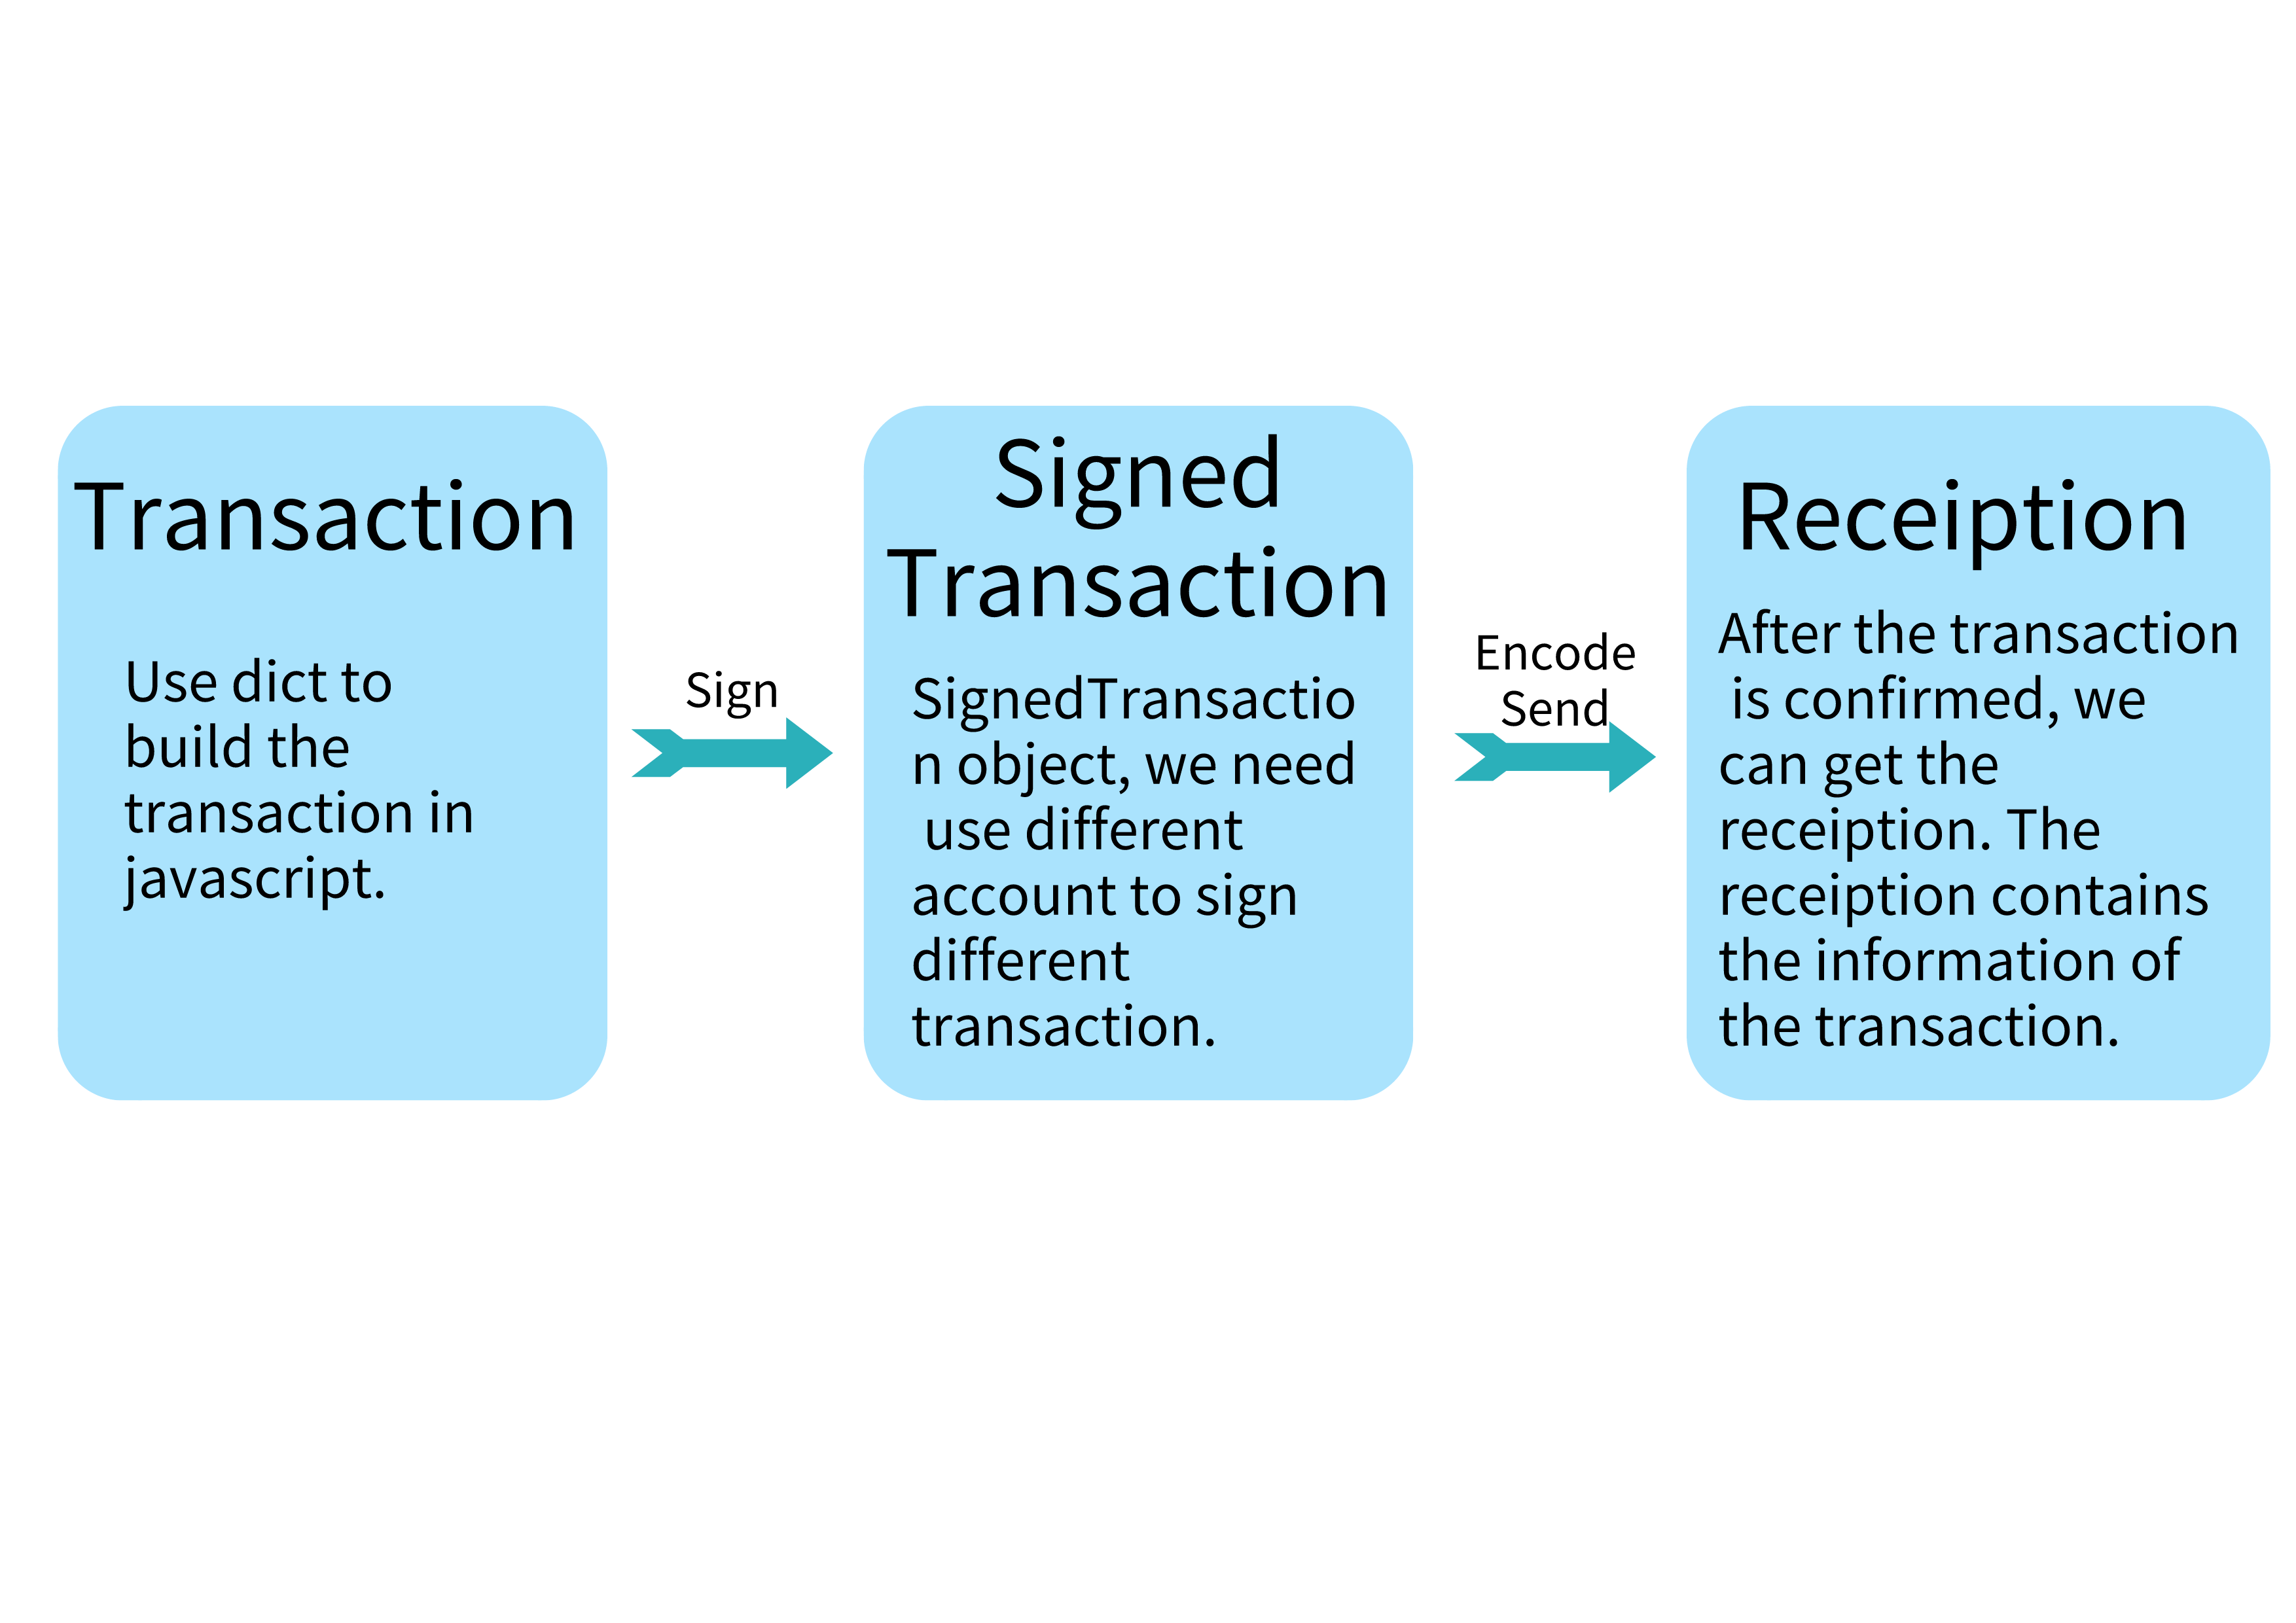 Transaction
Use dict to
build the
transaction in
javascript.
Sign
Signed
Transaction
SignedTransactio
n object, we need
use different
account to sign
different
transaction.
Encode
Send
Receiption
After the transaction
is confirmed, we
can get the
receiption. The
receiption contains
the information of
the transaction.